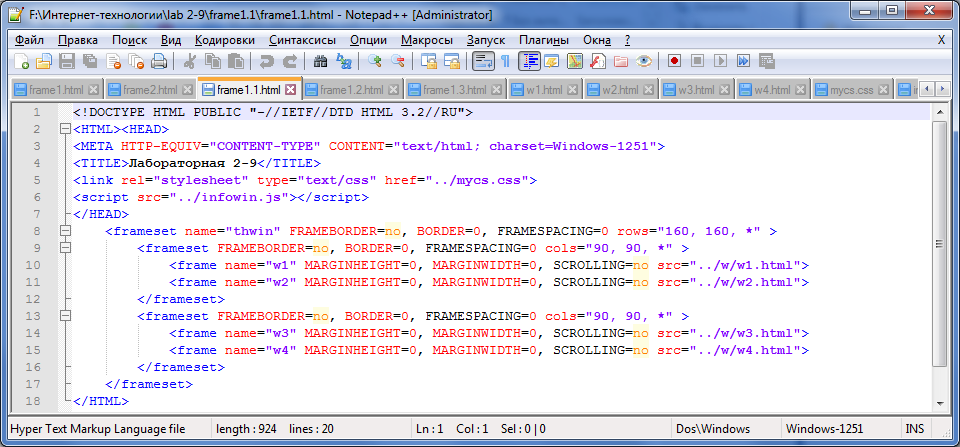 F:\Интернет-технологии\lab 2-9\frame1.1\frame1.1.html - Notepad++ [Administrator]
Файл Правка Поиск Вид Кодировки Синтаксисы Опции Макросы Запуск Плагины Окна ? X
frame1.html frame2.html frame1.1.html frame1.2.html frame1.3.html w1.html w2.html w3.html w4.html mycs.css
1 <!DOCTYPE HTML PUBLIC "-//IETF//DTD HTML 3.2//RU">
2 <HTML><HEAD>
3 <META HTTP-EQUIV="CONTENT-TYPE" CONTENT="text/html; charset=Windows-1251">
4 <TITLE>Лабораторная 2-9</TITLE>
5 <link rel="stylesheet" type="text/css" href="../mycs.css">
6 <script src="../infowin.js"></script>
7 </HEAD>
8 <frameset name="thwin" FRAMEBORDER=no, BORDER=0, FRAMESPACING=0 rows="160, 160, *" >
9 <frameset FRAMEBORDER=no, BORDER=0, FRAMESPACING=0 cols="90, 90, *" >
10 <frame name="w1" MARGINHEIGHT=0, MARGINWIDTH=0, SCROLLING=no src="../w/w1.html">
11 <frame name="w2" MARGINHEIGHT=0, MARGINWIDTH=0, SCROLLING=no src="../w/w2.html">
12 </frameset>
13 <frameset FRAMEBORDER=no, BORDER=0, FRAMESPACING=0 cols="90, 90, *" >
14 <frame name="w3" MARGINHEIGHT=0, MARGINWIDTH=0, SCROLLING=no src="../w/w3.html">
15 <frame name="w4" MARGINHEIGHT=0, MARGINWIDTH=0, SCROLLING=no src="../w/w4.html">
16 </frameset>
17 </frameset>
18 </HTML>
Hyper Text Markup Language file length : 924 lines : 20 Ln : 1 Col : 1 Sel : 0 | 0 Dos\Windows Windows-1251 INS